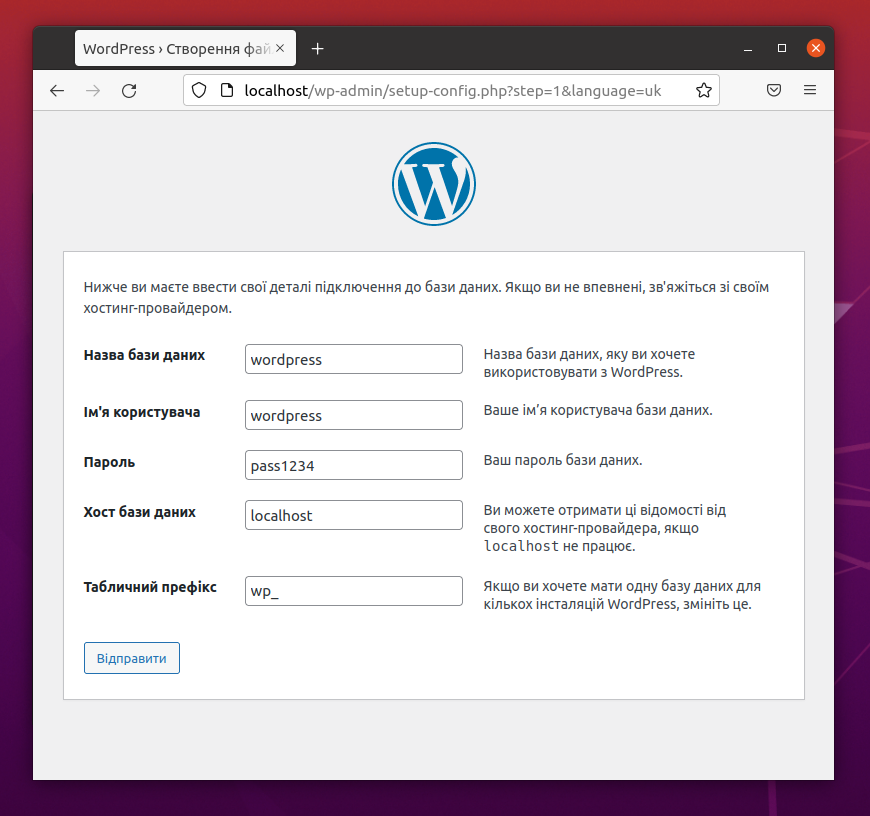 WordPress › Створення фай
localhost/wp-admin/setup-config.php?step=1&language=uk
Нижче ви маєте ввести свої деталі підключення до бази даних. Якщо ви не впевнені, зв'яжіться зі своїм
хостинг-провайдером.
Назва бази даних
wordpress
Назва бази даних, яку ви хочете
використовувати з WordPress.
Ім'я користувача
wordpress
Ваше ім’я користувача бази даних.
Пароль
pass1234
Ваш пароль бази даних.
Хост бази даних
localhost
Ви можете отримати ці відомості від
свого хостинг-провайдера, якщо
localhost не працює.
Табличний префікс
wp_
Якщо ви хочете мати одну базу даних для
кількох інсталяцій WordPress, змініть це.
Відправити